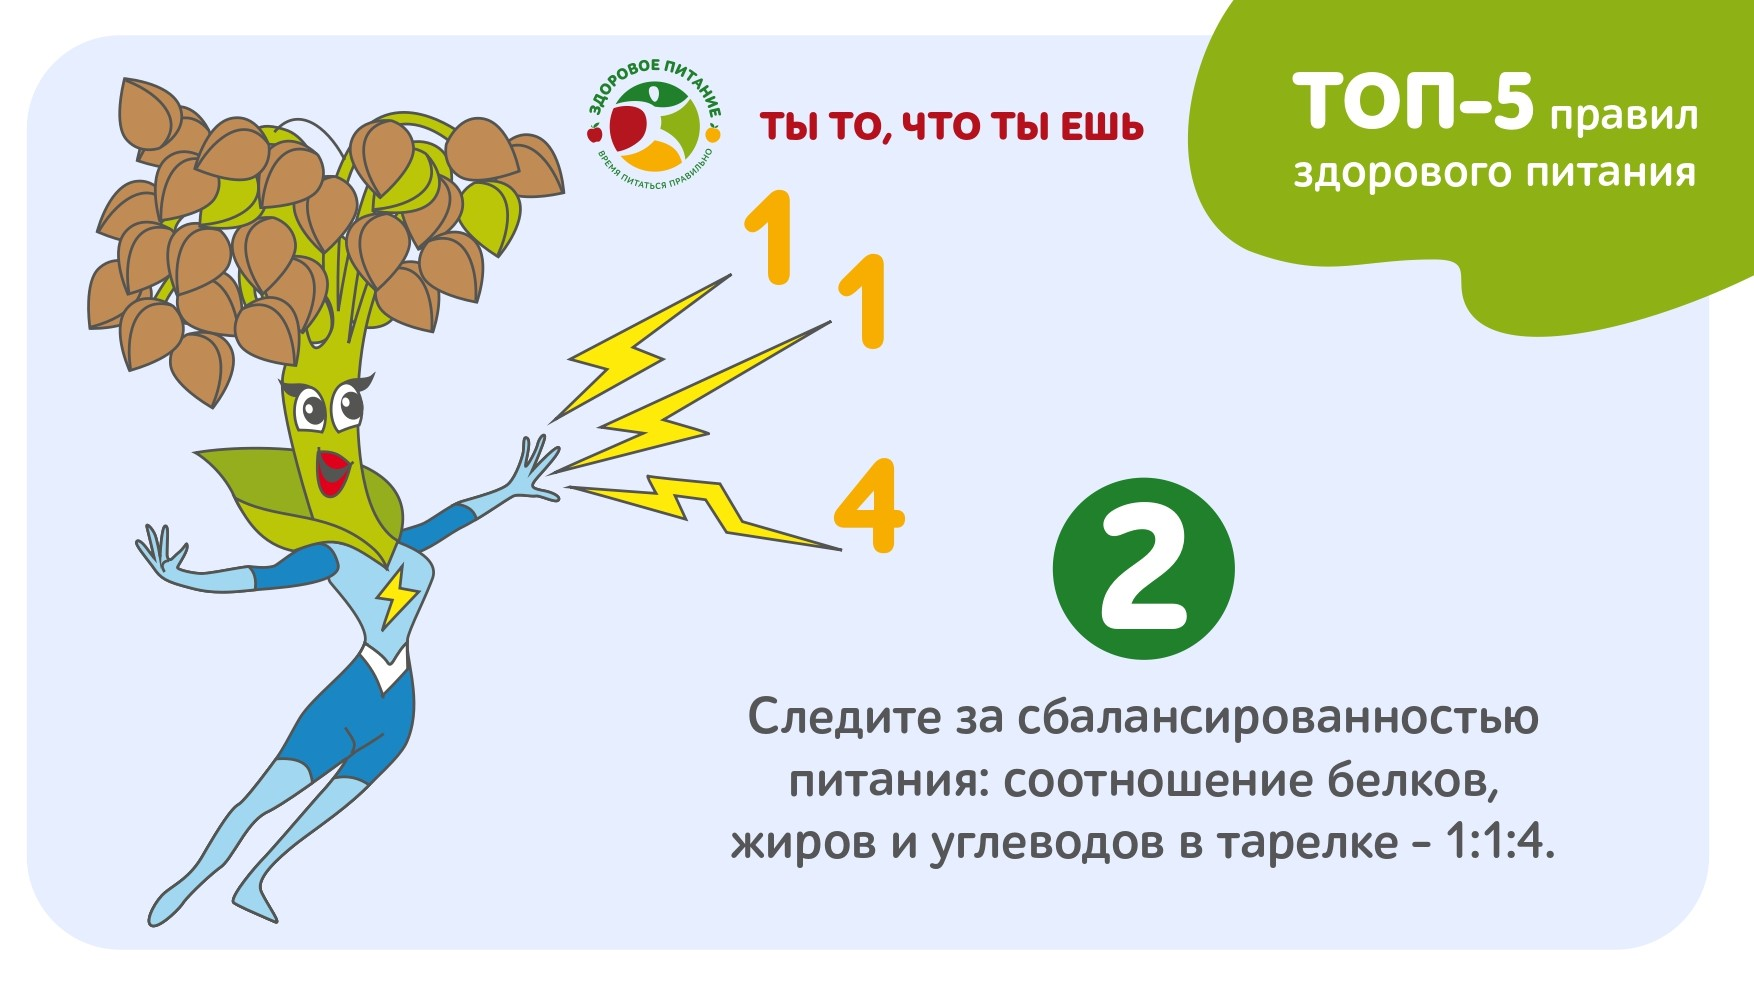 ЗДОРОВОЕ ПИТАНИЕ
ВРЕМЯ ПИТАТЬСЯ ПРАВИЛЬНО
ТЫ ТО, ЧТО ТЫ ЕШЬ
ТОП-5 правил
здорового питания
1
1
4
2
Следите за сбалансированностью
питания: соотношение белков,
жиров и углеводов в тарелке - 1:1:4.